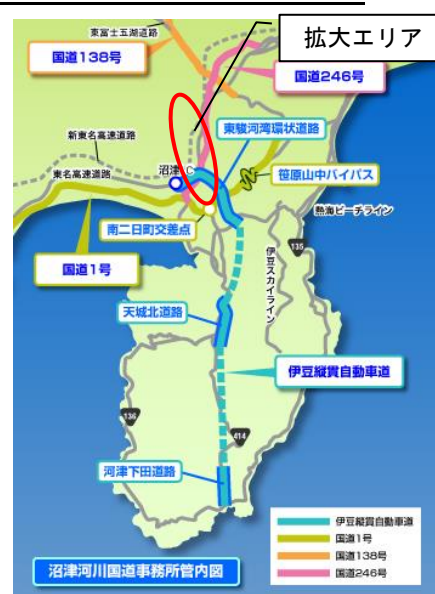 拡大エリア
東富士五湖道路
国道138号
国道246号
新東名高速道路
東駿河湾環状道路
沼津IC
東名高速道路
笹原山中バイパス
熱海ビーチライン
南二日町交差点
135
国道1号
伊豆スカイライン
天城北道路
伊豆縦貫自動車道
136
414
河津下田道路
伊豆縦貫自動車道
国道1号
国道138号
国道246号
沼津河川国道事務所管内図